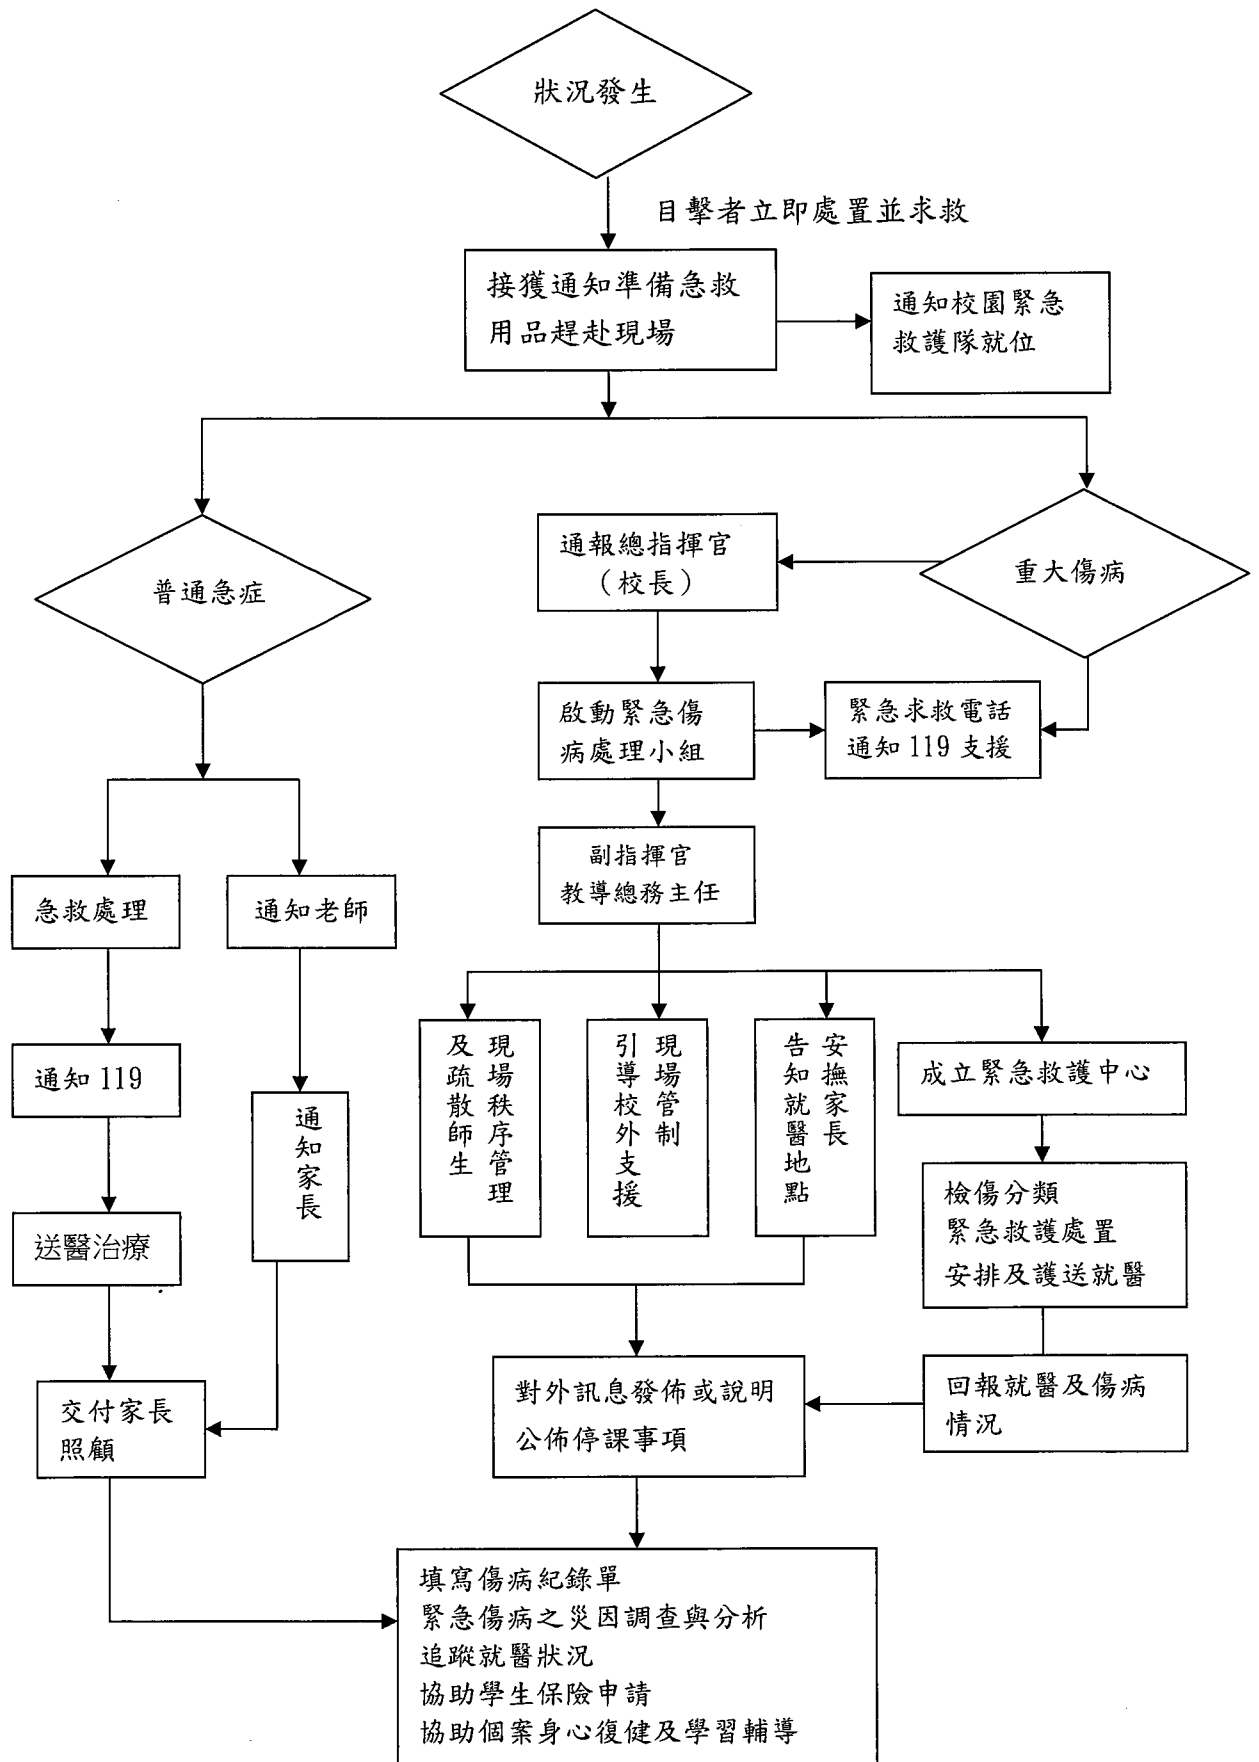 狀況發生
目擊者立即處置並求救
接獲通知準備急救
用品趕赴現場
通知校園緊急
救護隊就位
普通急症
通報總指揮官
（校長）
重大傷病
啟動緊急傷
病處理小組
緊急求救電話
通知 119 支援
副指揮官
教導總務主任
急救處理
通知老師
通知 119
通知家長
送醫治療
交付家長
照顧
現場秩序管理
及疏散師生
現場管制
引導校外支援
安撫家長
告知就醫地點
成立緊急救護中心
檢傷分類
緊急救護處置
安排及護送就醫
回報就醫及傷病
情況
對外訊息發佈或說明
公佈停課事項
填寫傷病紀錄單
緊急傷病之災因調查與分析
追蹤就醫狀況
協助學生保險申請
協助個案身心復健及學習輔導